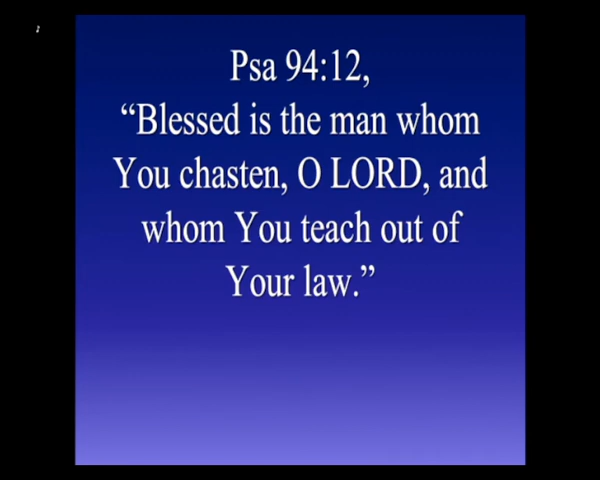 Psa 94:12,
“Blessed is the man whom
You chasten, O LORD, and
whom You teach out of
Your law.”